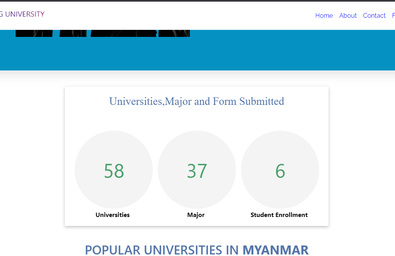 G UNIVERSITY
Home About Contact F
Universities,Major and Form Submitted
58 37 6
Universities Major Student Enrollment
POPULAR UNIVERSITIES IN MYANMAR